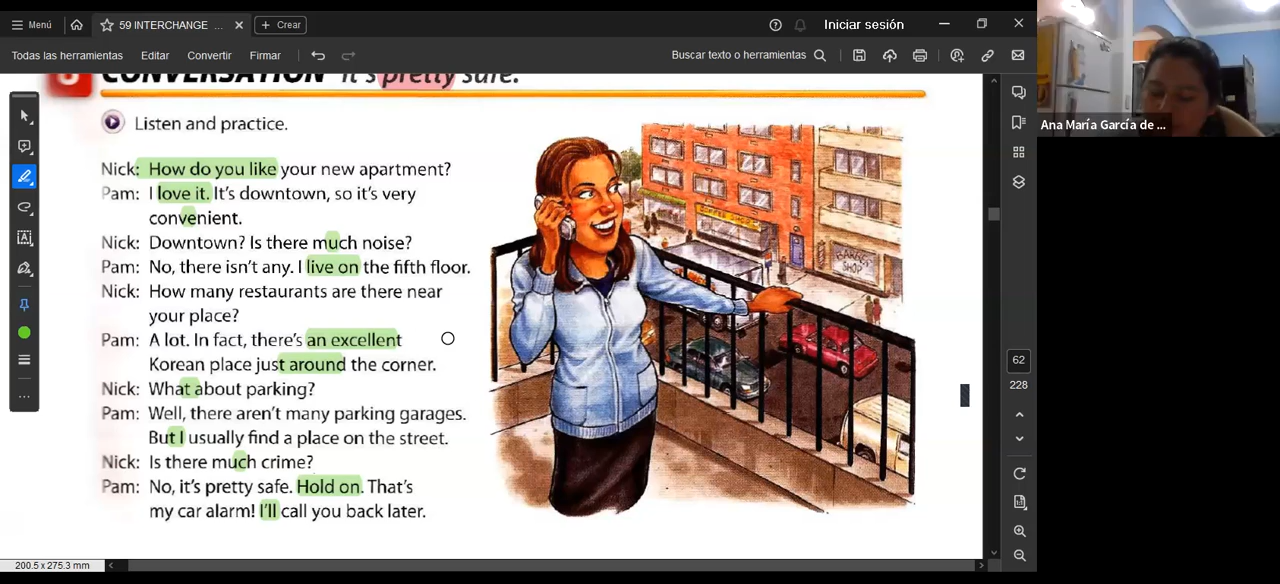 Menú
59 INTERCHANGE ...
Crear
Iniciar sesión
Todas las herramientas Editar Convertir Firmar
Buscar texto o herramientas
CONVERSATION It's pretty safe.
Listen and practice.
Nick: How do you like your new apartment?
Pam: I love it. It's downtown, so it's very
convenient.
Nick: Downtown? Is there much noise?
Pam: No, there isn't any. I live on the fifth floor.
Nick: How many restaurants are there near
your place?
Pam: A lot. In fact, there's an excellent
Korean place just around the corner.
Nick: What about parking?
Pam: Well, there aren't many parking garages.
But I usually find a place on the street.
Nick: Is there much crime?
Pam: No, it's pretty safe. Hold on. That's
my car alarm! I'll call you back later.
BARBER
SHOP
62
228
200.5 x 275.3 mm
Ana María García de ...